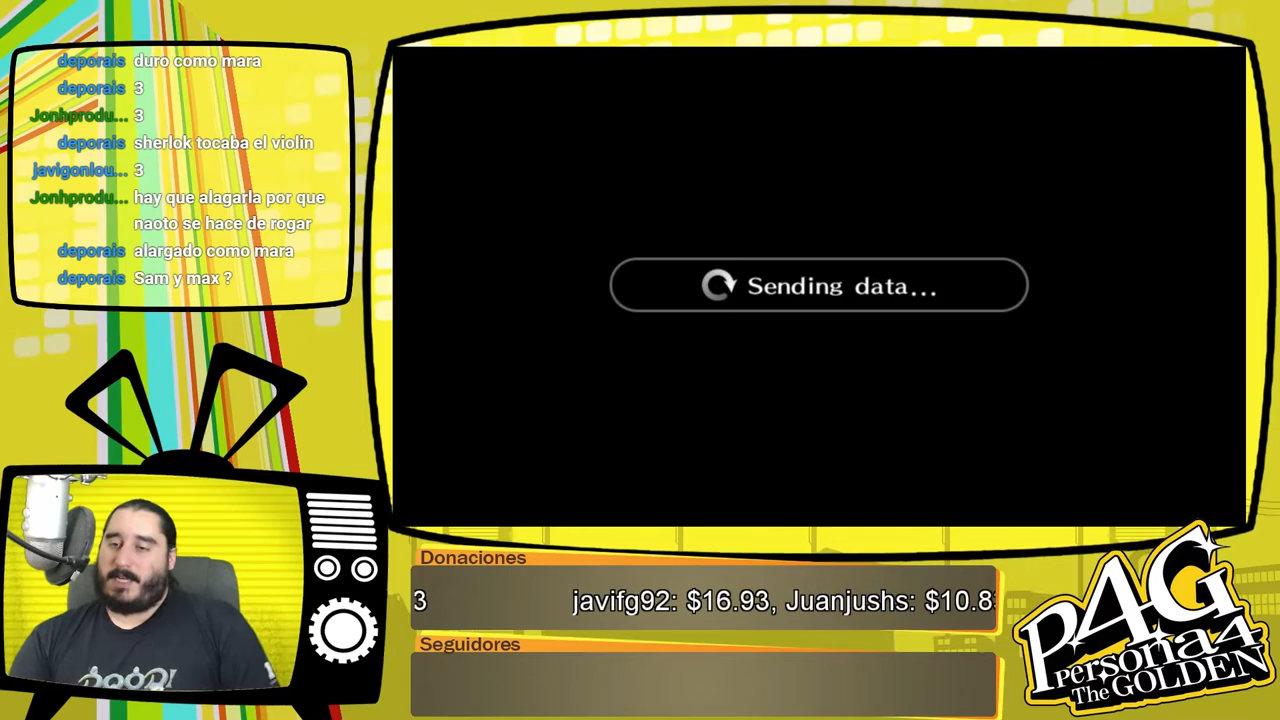 deporais duro como mara
deporais 3
Jonhprodu... 3
deporais sherlok tocaba el violin
javigonlou... 3
Jonhprodu... hay que alagarla por que
naoto se hace de rogar
deporais alargado como mara
deporais Sam y max ?
Sending data...
Donaciones
3 javifg92: $16.93, Juanjushs: $10.8
Seguidores
P4G
Persona 4
The GOLDEN